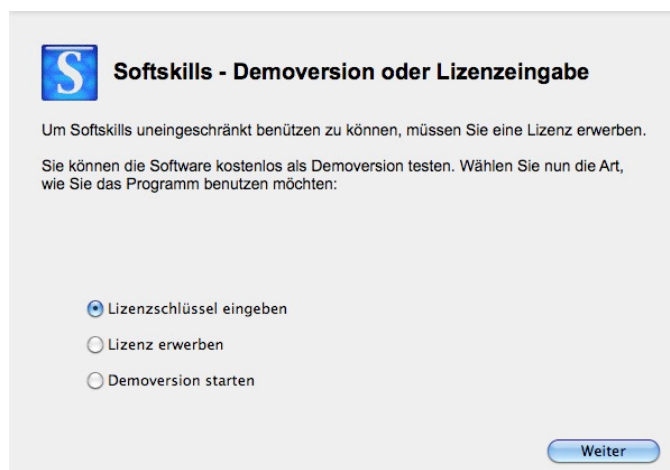 S
Softskills - Demoversion oder Lizenzeingabe
Um Softskills uneingeschränkt benützen zu können, müssen Sie eine Lizenz erwerben.
Sie können die Software kostenlos als Demoversion testen. Wählen Sie nun die Art,
wie Sie das Programm benutzen möchten:
Lizenzschlüssel eingeben
Lizenz erwerben
Demoversion starten
Weiter